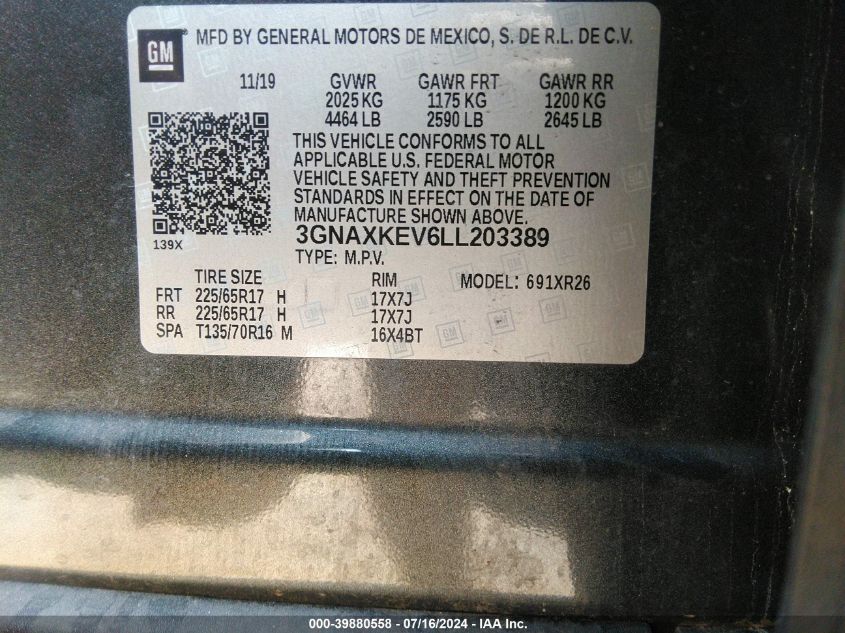 GM MFD BY GENERAL MOTORS DE MEXICO, S. DE R.L. DE C.V.
11/19 GVWR GAWR FRT GAWR RR
2025 KG 1175 KG 1200 KG
4464 LB 2590 LB 2645 LB
THIS VEHICLE CONFORMS TO ALL
APPLICABLE U.S. FEDERAL MOTOR
VEHICLE SAFETY AND THEFT PREVENTION
STANDARDS IN EFFECT ON THE DATE OF
MANUFACTURE SHOWN ABOVE.
139X
3GNAXKEV6LL203389
TYPE: M.P.V.
TIRE SIZE RIM MODEL: 691XR26
FRT 225/65R17 H 17X7J
RR 225/65R17 H 17X7J
SPA T135/70R16 M 16X4BT
000-39880558 - 07/16/2024 - IAA Inc.